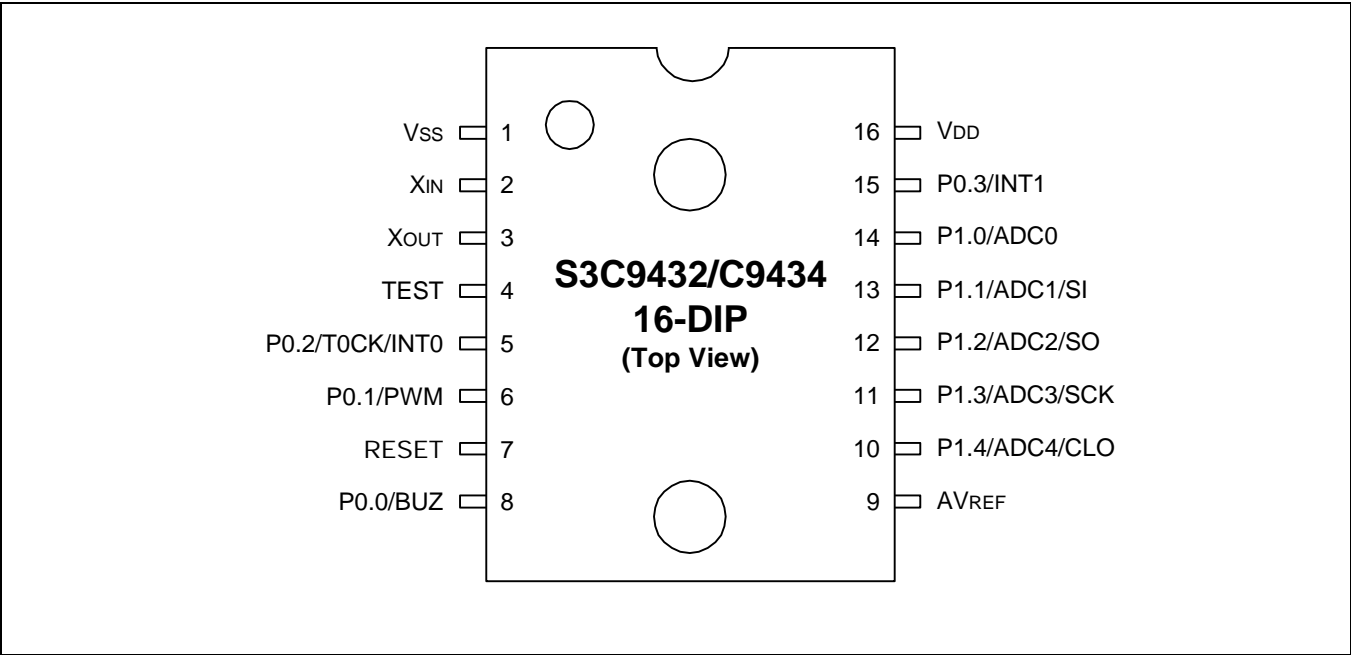 Vss 1 16 VDD
XIN 2 15 P0.3/INT1
XOUT 3 14 P1.0/ADC0
S3C9432/C9434
TEST 4 13 P1.1/ADC1/SI
16-DIP
P0.2/T0CK/INT0 5 12 P1.2/ADC2/SO
(Top View)
P0.1/PWM 6 11 P1.3/ADC3/SCK
RESET 7 10 P1.4/ADC4/CLO
P0.0/BUZ 8 9 AVREF